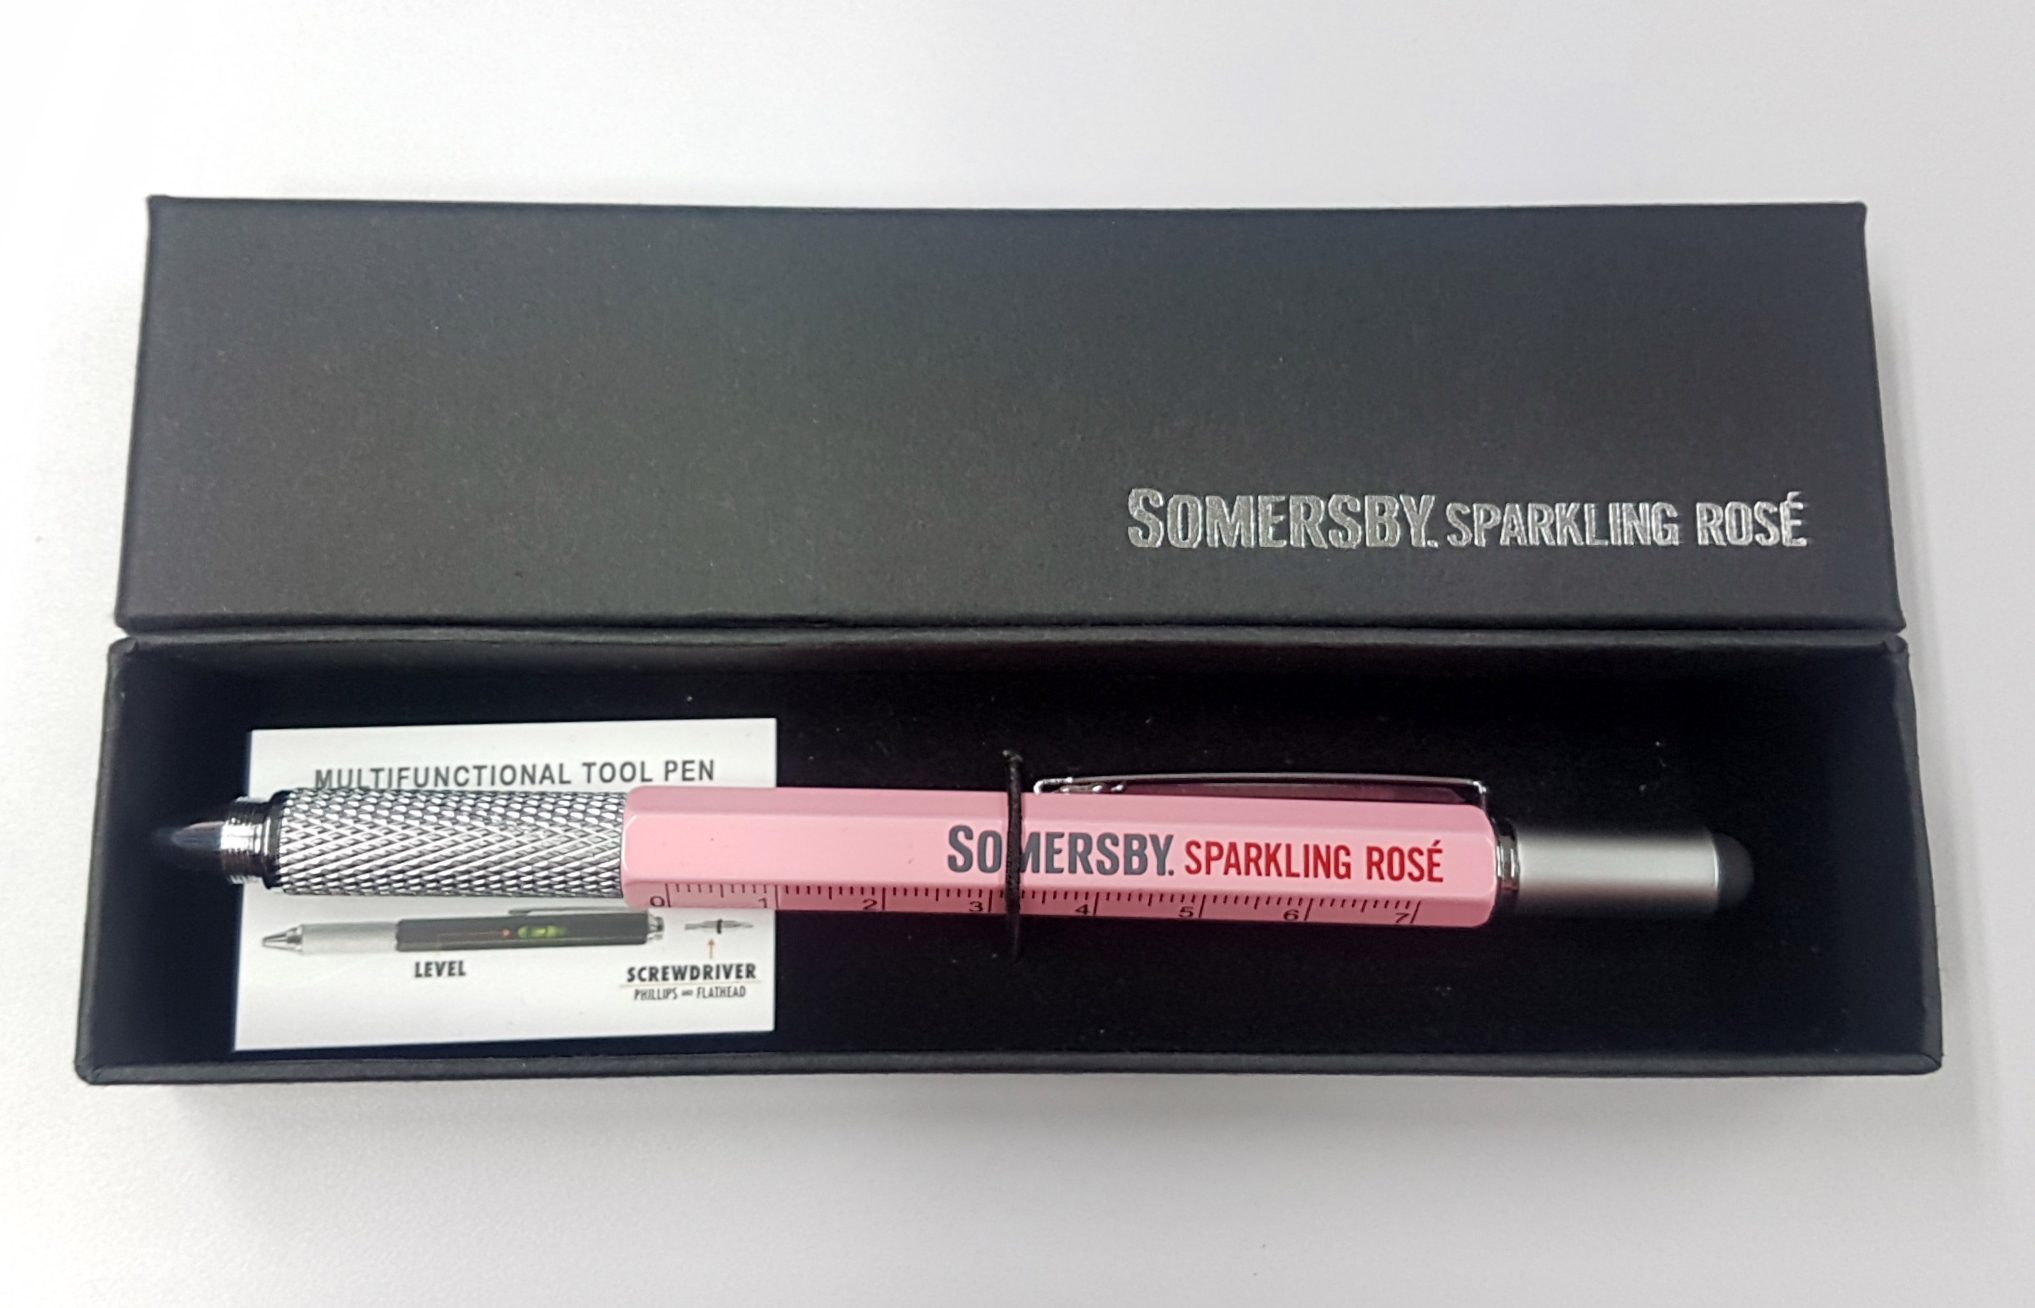 SOMERSBY. SPARKLING ROSÉ
MULTIFUNCTIONAL TOOL PEN
SOMERSBY. SPARKLING ROSÉ
0 1 2 3 4 5 6 7
LEVEL
SCREWDRIVER
PHILLIPS AND FLATHEAD